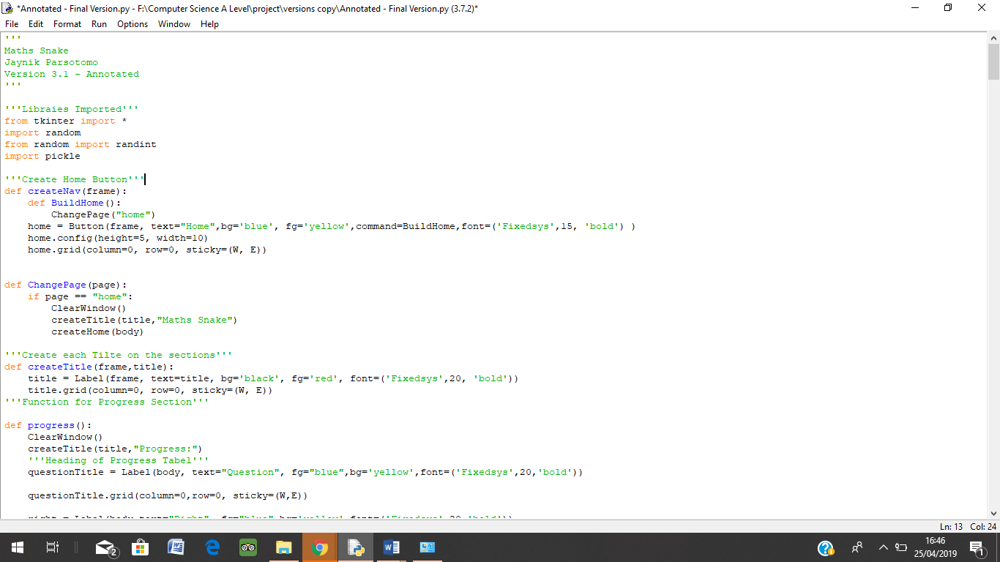 *Annotated - Final Version.py - F:\Computer Science A Level\project\versions copy\Annotated - Final Version.py (3.7.2)*
File Edit Format Run Options Window Help
'''
Maths Snake
Jaynik Parsotomo
Version 3.1 - Annotated
'''
'''Libraies Imported'''
from tkinter import *
import random
from random import randint
import pickle
'''Create Home Button'''
def createNav(frame):
    def BuildHome():
        ChangePage("home")
    home = Button(frame, text="Home",bg='blue', fg='yellow',command=BuildHome,font=('Fixedsys',15, 'bold') )
    home.config(height=5, width=10)
    home.grid(column=0, row=0, sticky=(W, E))
def ChangePage(page):
    if page == "home":
        ClearWindow()
        createTitle(title,"Maths Snake")
        createHome(body)
'''Create each Tilte on the sections'''
def createTitle(frame,title):
    title = Label(frame, text=title, bg='black', fg='red', font=('Fixedsys',20, 'bold'))
    title.grid(column=0, row=0, sticky=(W, E))
'''Function for Progress Section'''
def progress():
    ClearWindow()
    createTitle(title,"Progress:")
    '''Heading of Progress Tabel'''
    questionTitle = Label(body, text="Question", fg="blue",bg='yellow',font=('Fixedsys',20,'bold'))
    questionTitle.grid(column=0,row=0, sticky=(W,E))
Ln: 13 Col: 24
2
16:46
25/04/2019
1